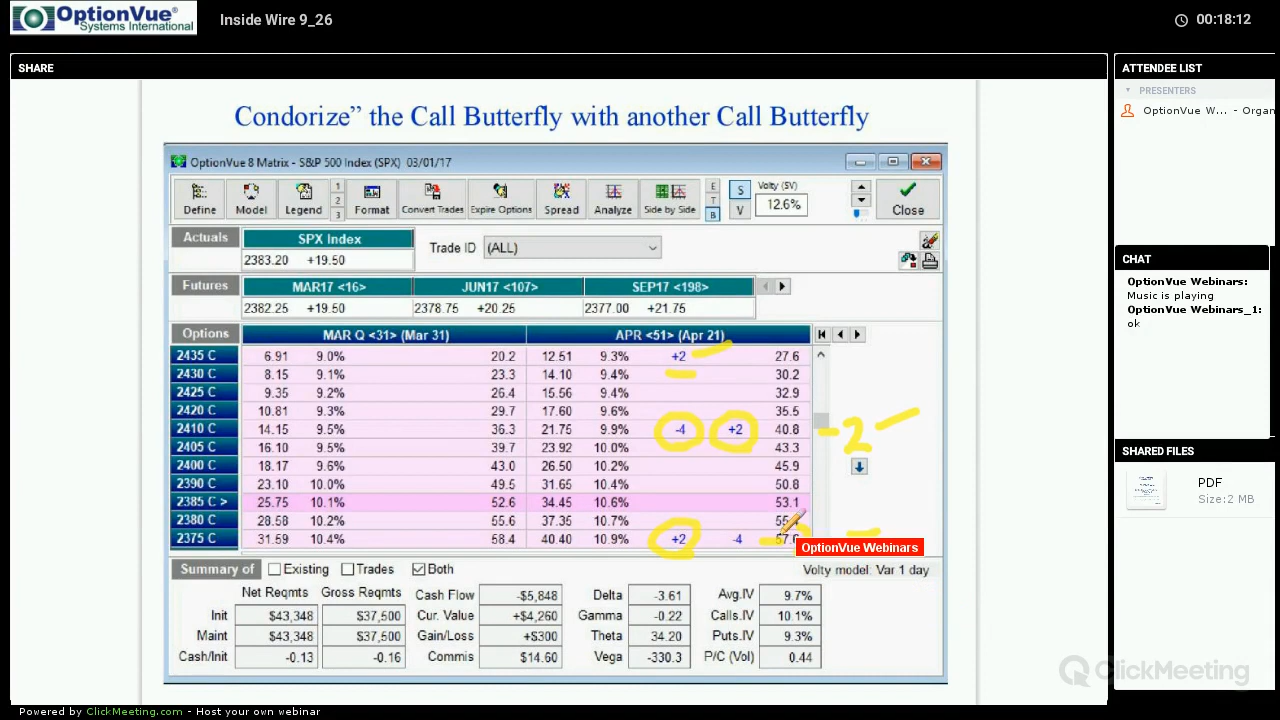 OptionVue
Systems International
Inside Wire 9_26
00:18:12
SHARE
Condorize” the Call Butterfly with another Call Butterfly
OptionVue 8 Matrix - S&P 500 Index (SPX) 03/01/17
Define Model Legend 1 2 3 Format Convert Trades Expire Options Spread Analyze Side by Side E T B S V Volty (SV) 12.6% Close
Actuals SPX Index Trade ID (ALL)
2383.20 +19.50
Futures MAR17 <16> JUN17 <107> SEP17 <198>
2382.25 +19.50 2378.75 +20.25 2377.00 +21.75
Options MAR Q <31> (Mar 31) APR <51> (Apr 21)
2435 C 6.91 9.0% 20.2 12.51 9.3% +2 27.6
2430 C 8.15 9.1% 23.3 14.10 9.4% 30.2
2425 C 9.35 9.2% 26.4 15.56 9.4% 32.9
2420 C 10.81 9.3% 29.7 17.60 9.6% 35.5
2410 C 14.15 9.5% 36.3 21.75 9.9% -4 +2 40.8 -2
2405 C 16.10 9.5% 39.7 23.92 10.0% 43.3
2400 C 18.17 9.6% 43.0 26.50 10.2% 45.9
2390 C 23.10 10.0% 49.5 31.65 10.4% 50.8
2385 C > 25.75 10.1% 52.6 34.45 10.6% 53.1
2380 C 28.58 10.2% 55.6 37.35 10.7%
2375 C 31.59 10.4% 58.4 40.40 10.9% +2 -4
OptionVue Webinars
Summary of Existing Trades Both Volty model: Var 1 day
Net Reqmts Gross Reqmts Cash Flow -$5,848 Delta -3.61 Avg.IV 9.7%
Init $43,348 $37,500 Cur. Value +$4,260 Gamma -0.22 Calls.IV 10.1%
Maint $43,348 $37,500 Gain/Loss +$300 Theta 34.20 Puts.IV 9.3%
Cash/Init -0.13 -0.16 Commis $14.60 Vega -330.3 P/C (Vol) 0.44
ClickMeeting
ATTENDEE LIST
PRESENTERS
OptionVue W... - Organ
CHAT
OptionVue Webinars:
Music is playing
OptionVue Webinars_1:
ok
SHARED FILES
PDF
Size:2 MB
Powered by ClickMeeting.com - Host your own webinar